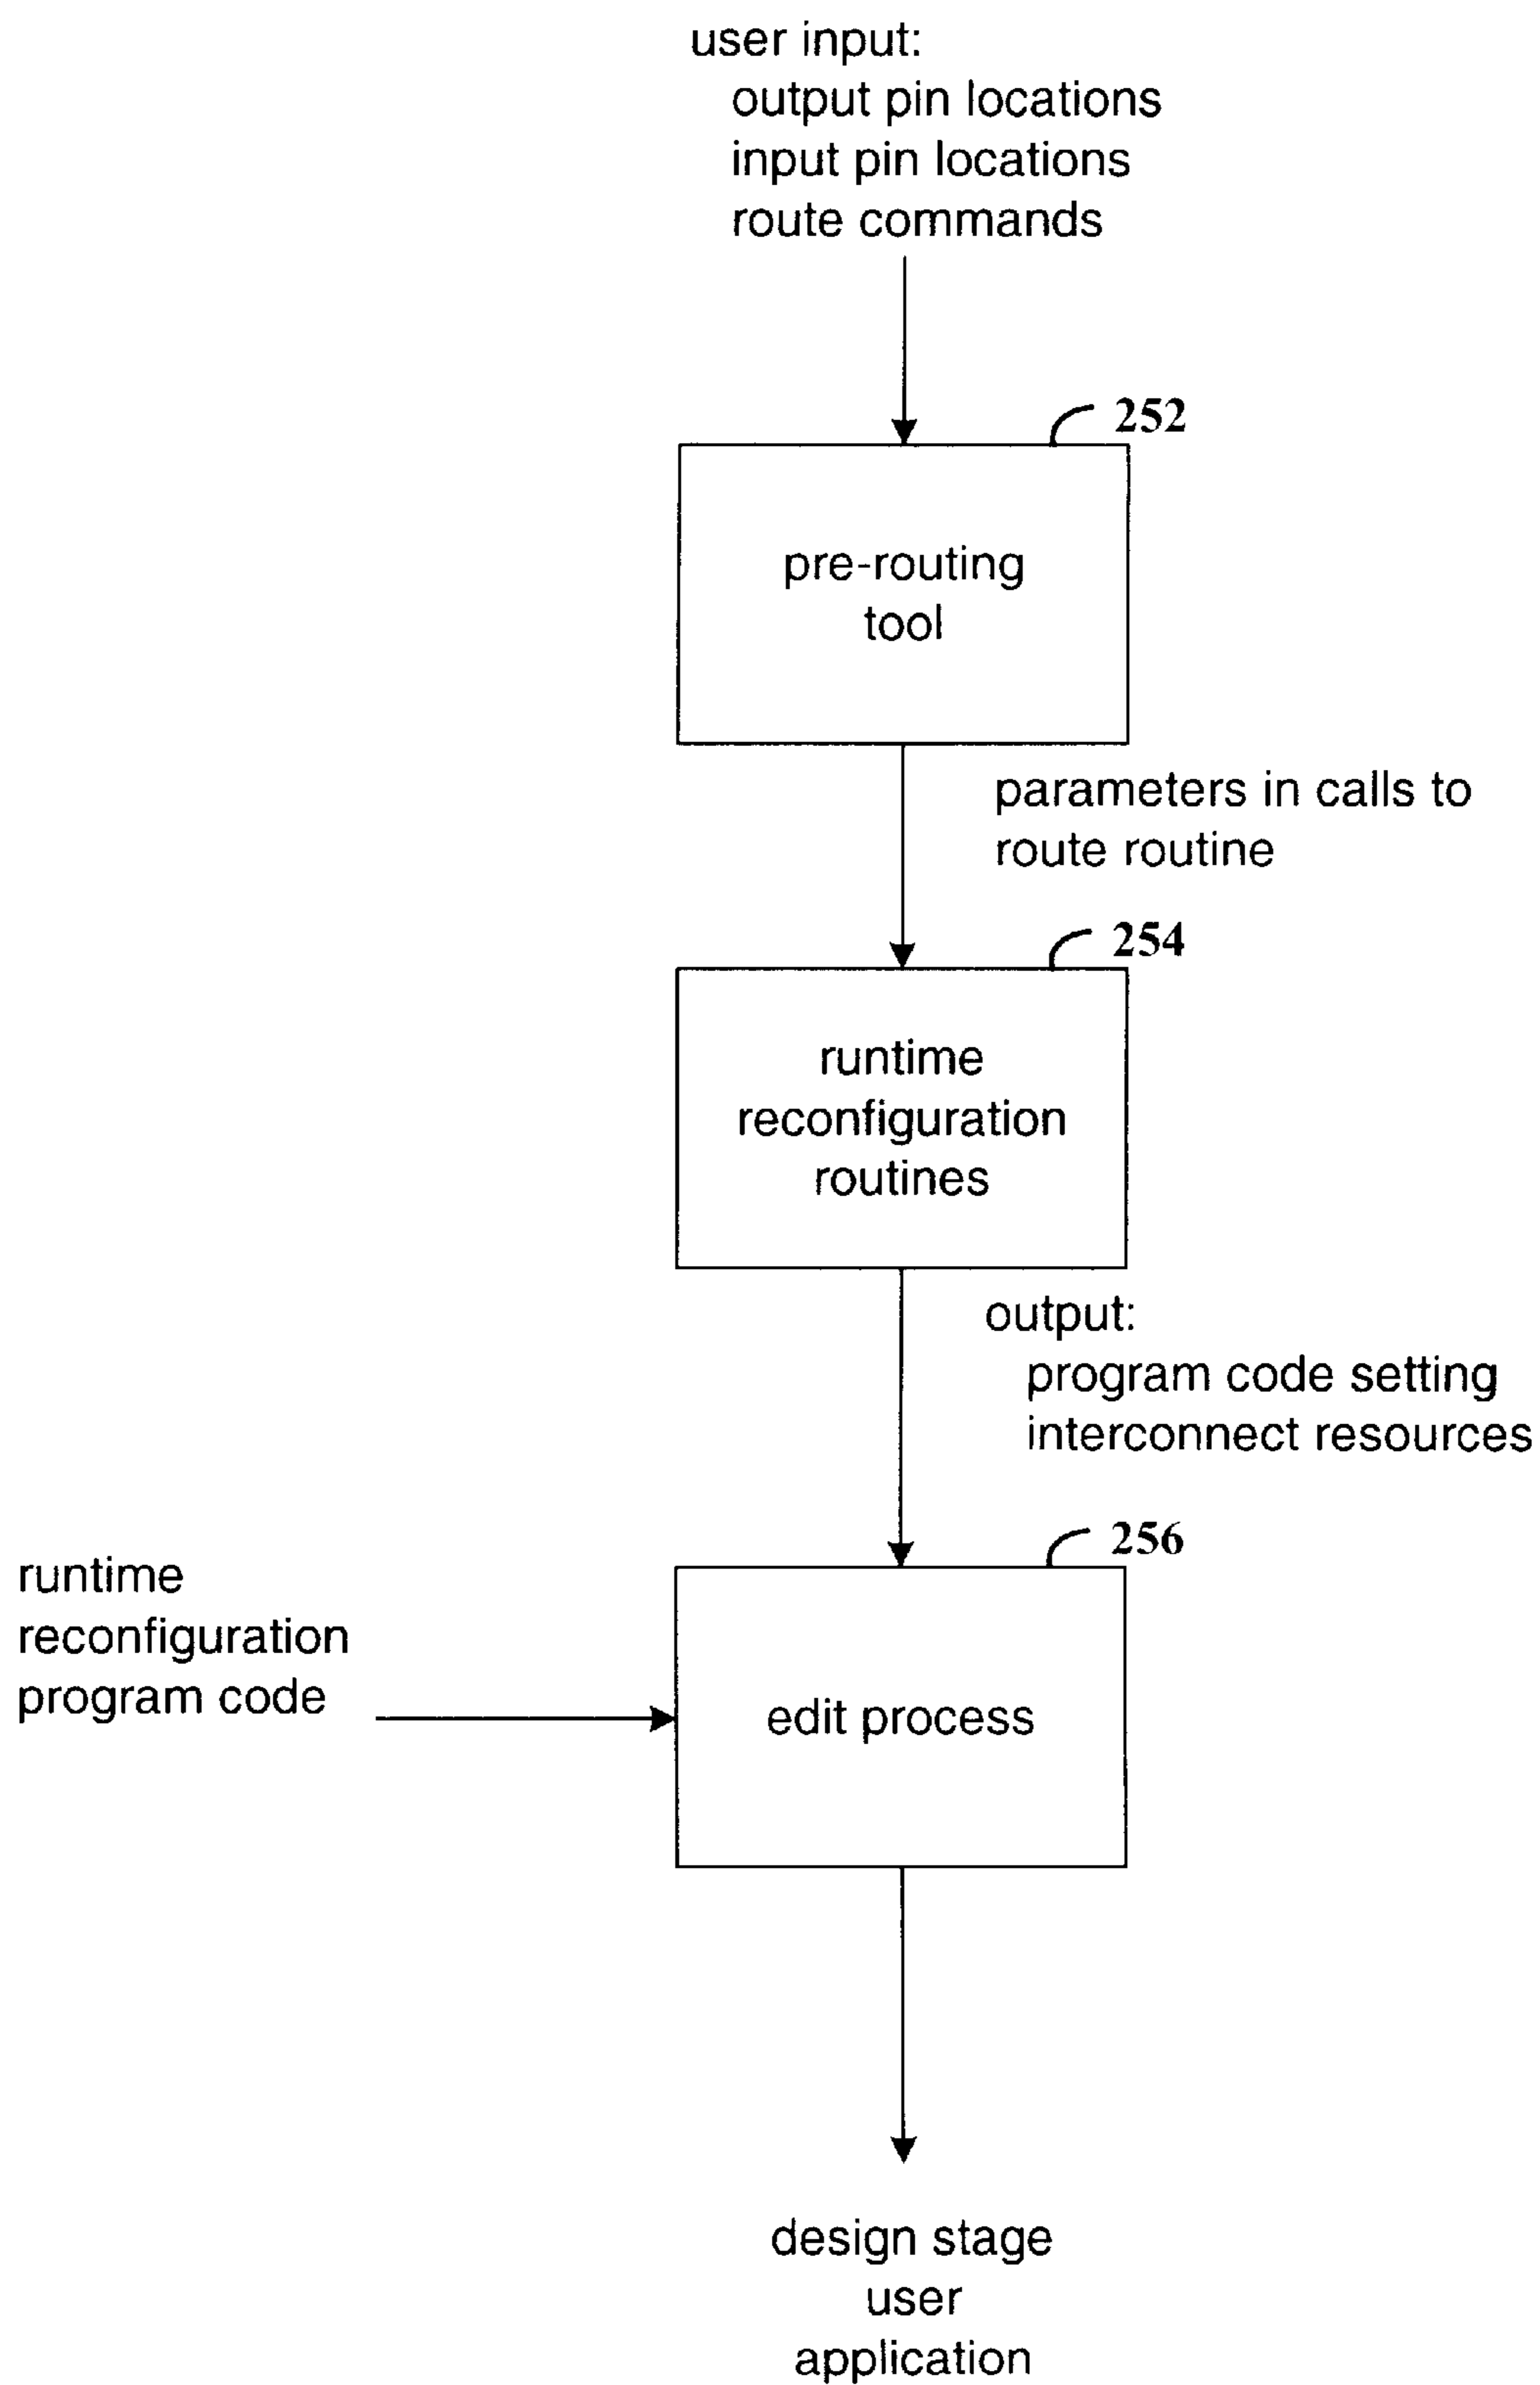 user input:
output pin locations
input pin locations
route commands
252
pre-routing
tool
parameters in calls to
route routine
254
runtime
reconfiguration
routines
output:
program code setting
interconnect resources
256
runtime
reconfiguration
program code
edit process
design stage
user
application